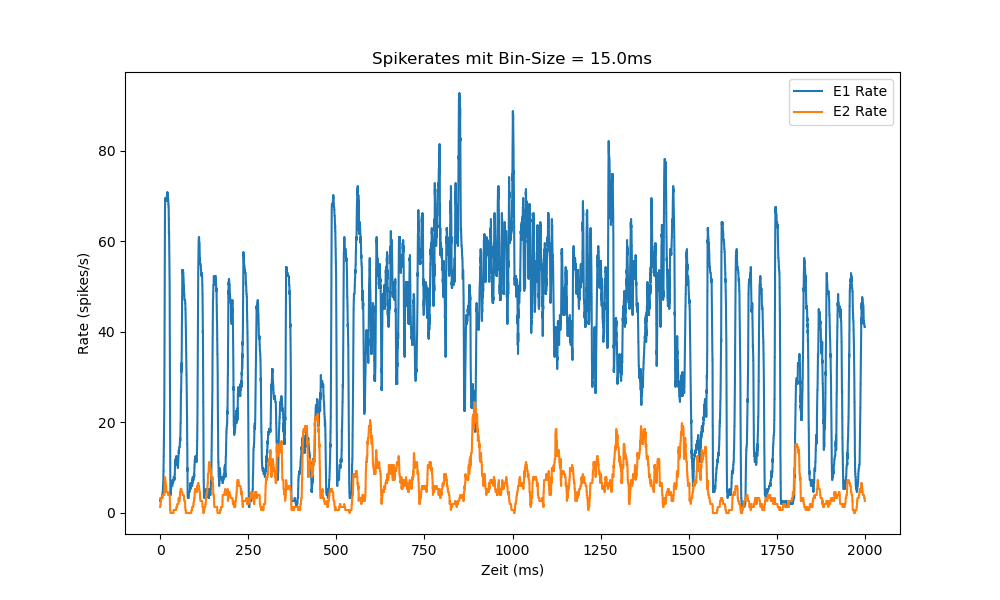 Spikerates mit Bin-Size = 15.0ms
E1 Rate
E2 Rate
Rate (spikes/s)
80
60
40
20
0
0 250 500 750 1000 1250 1500 1750 2000
Zeit (ms)